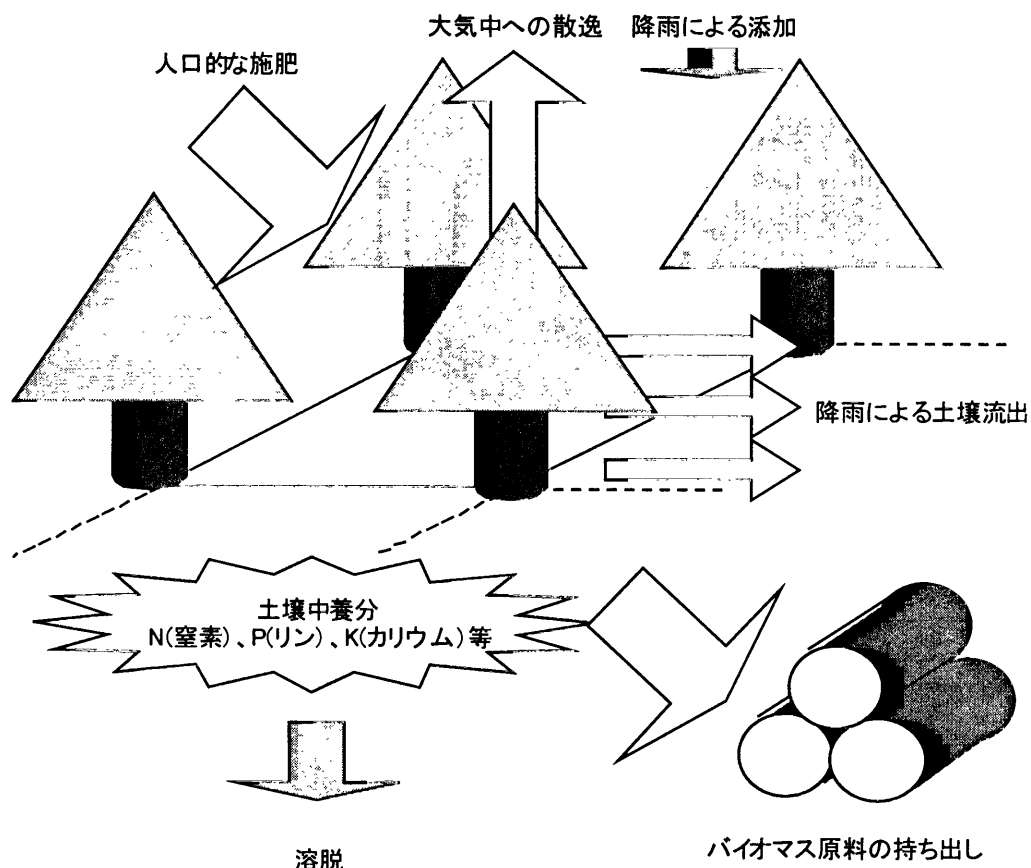 大気中への散逸
降雨による添加
人口的な施肥
降雨による土壌流出
土壌中養分
N(窒素)、P(リン)、K(カリウム)等
溶脱
バイオマス原料の持ち出し